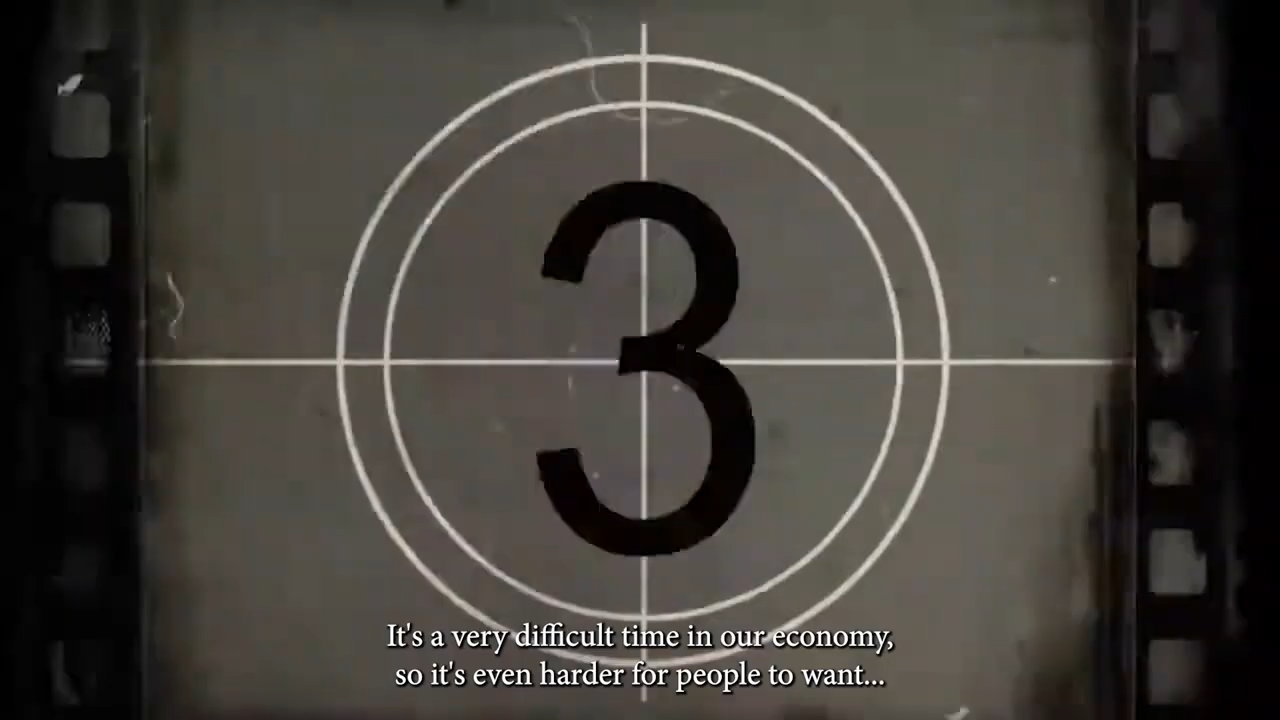 3
It's a very difficult time in our economy,
so it's even harder for people to want...